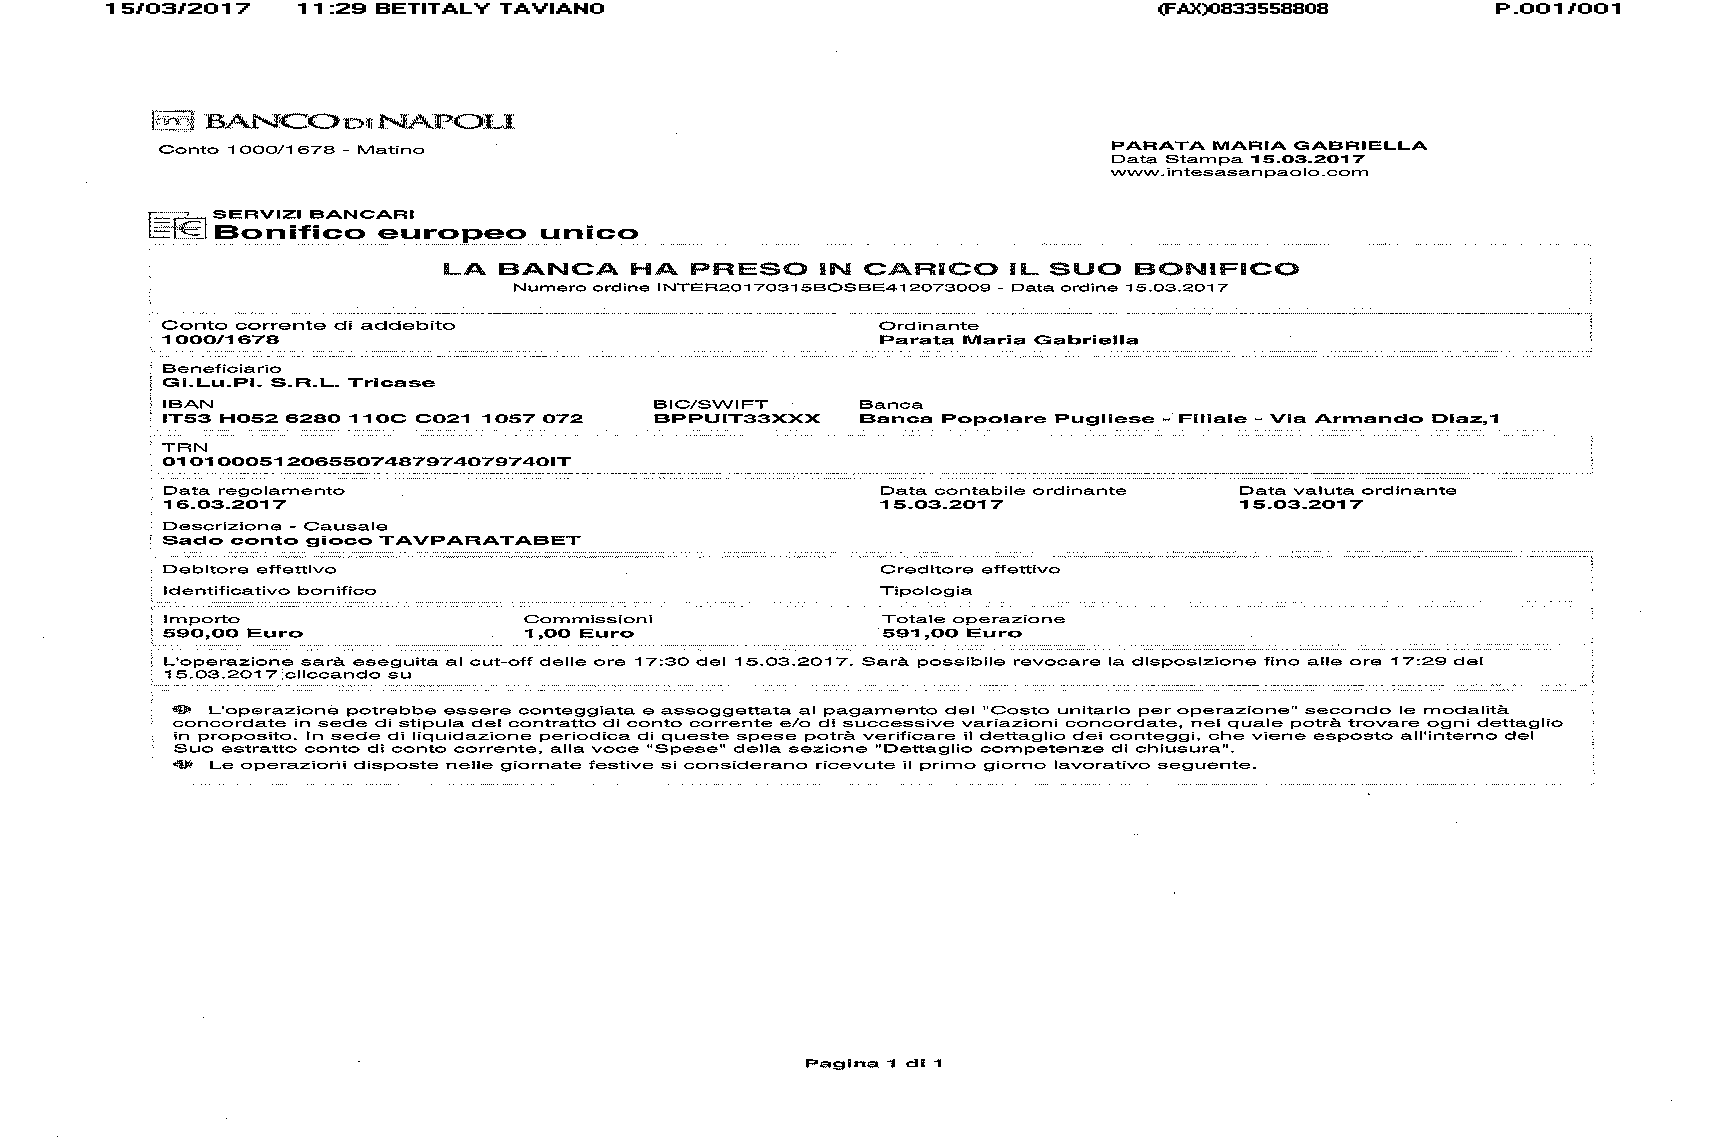 15/03/2017 11:29 BETITALY TAVIANO (FAX)0833558808 P.001/001
BANCO DI NAPOLI
Conto 1000/1678 - Matino
PARATA MARIA GABRIELLA
Data Stampa 15.03.2017
www.intesasanpaolo.com
SERVIZI BANCARI
Bonifico europeo unico
LA BANCA HA PRESO IN CARICO IL SUO BONIFICO
Numero ordine INTER20170315BOSBE412073009 - Data ordine 15.03.2017
Conto corrente di addebito Ordinante
1000/1678 Parata Maria Gabriella
Beneficiario
Gi.Lu.Pi. S.R.L. Tricase
IBAN BIC/SWIFT Banca
IT53 H052 6280 110C C021 1057 072 BPPUIT33XXX Banca Popolare Pugliese - Filiale - Via Armando Diaz,1
TRN
0101000512065507487974079740IT
Data regolamento Data contabile ordinante Data valuta ordinante
16.03.2017 15.03.2017 15.03.2017
Descrizione - Causale
Sado conto gioco TAVPARATABET
Debitore effettivo Creditore effettivo
Identificativo bonifico Tipologia
Importo Commissioni Totale operazione
590,00 Euro 1,00 Euro 591,00 Euro
L'operazione sarà eseguita al cut-off delle ore 17:30 del 15.03.2017. Sarà possibile revocare la disposizione fino alle ore 17:29 del
15.03.2017 cliccando su
L'operazione potrebbe essere conteggiata e assoggettata al pagamento del "Costo unitario per operazione" secondo le modalità
concordate in sede di stipula del contratto di conto corrente e/o di successive variazioni concordate, nel quale potrà trovare ogni dettaglio
in proposito. In sede di liquidazione periodica di queste spese potrà verificare il dettaglio dei conteggi, che viene esposto all'interno del
Suo estratto conto di conto corrente, alla voce "Spese" della sezione "Dettaglio competenze di chiusura".
Le operazioni disposte nelle giornate festive si considerano ricevute il primo giorno lavorativo seguente.
Pagina 1 di 1